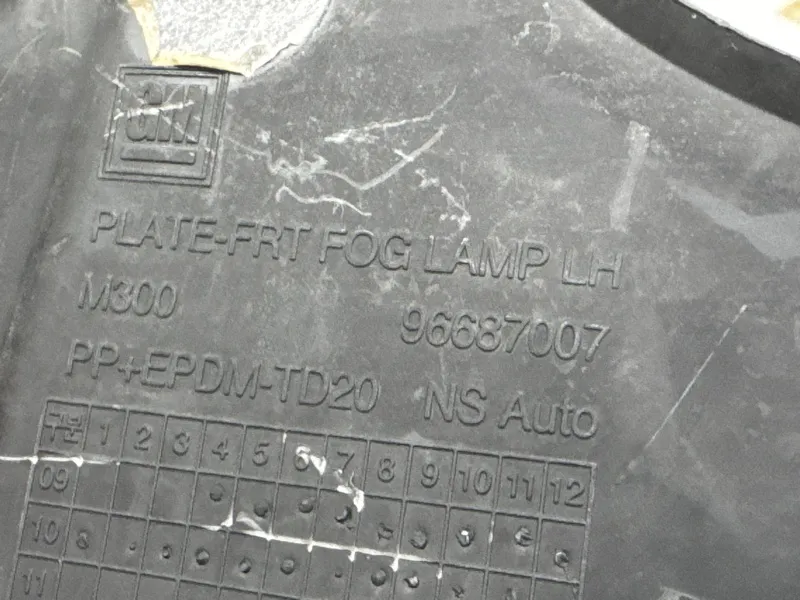 GM
PLATE-FRT FOG LAMP LH
M300 96687007
PP+EPDM-TD20 NS Auto
구분 1 2 3 4 5 6 7 8 9 10 11 12
09
10
11